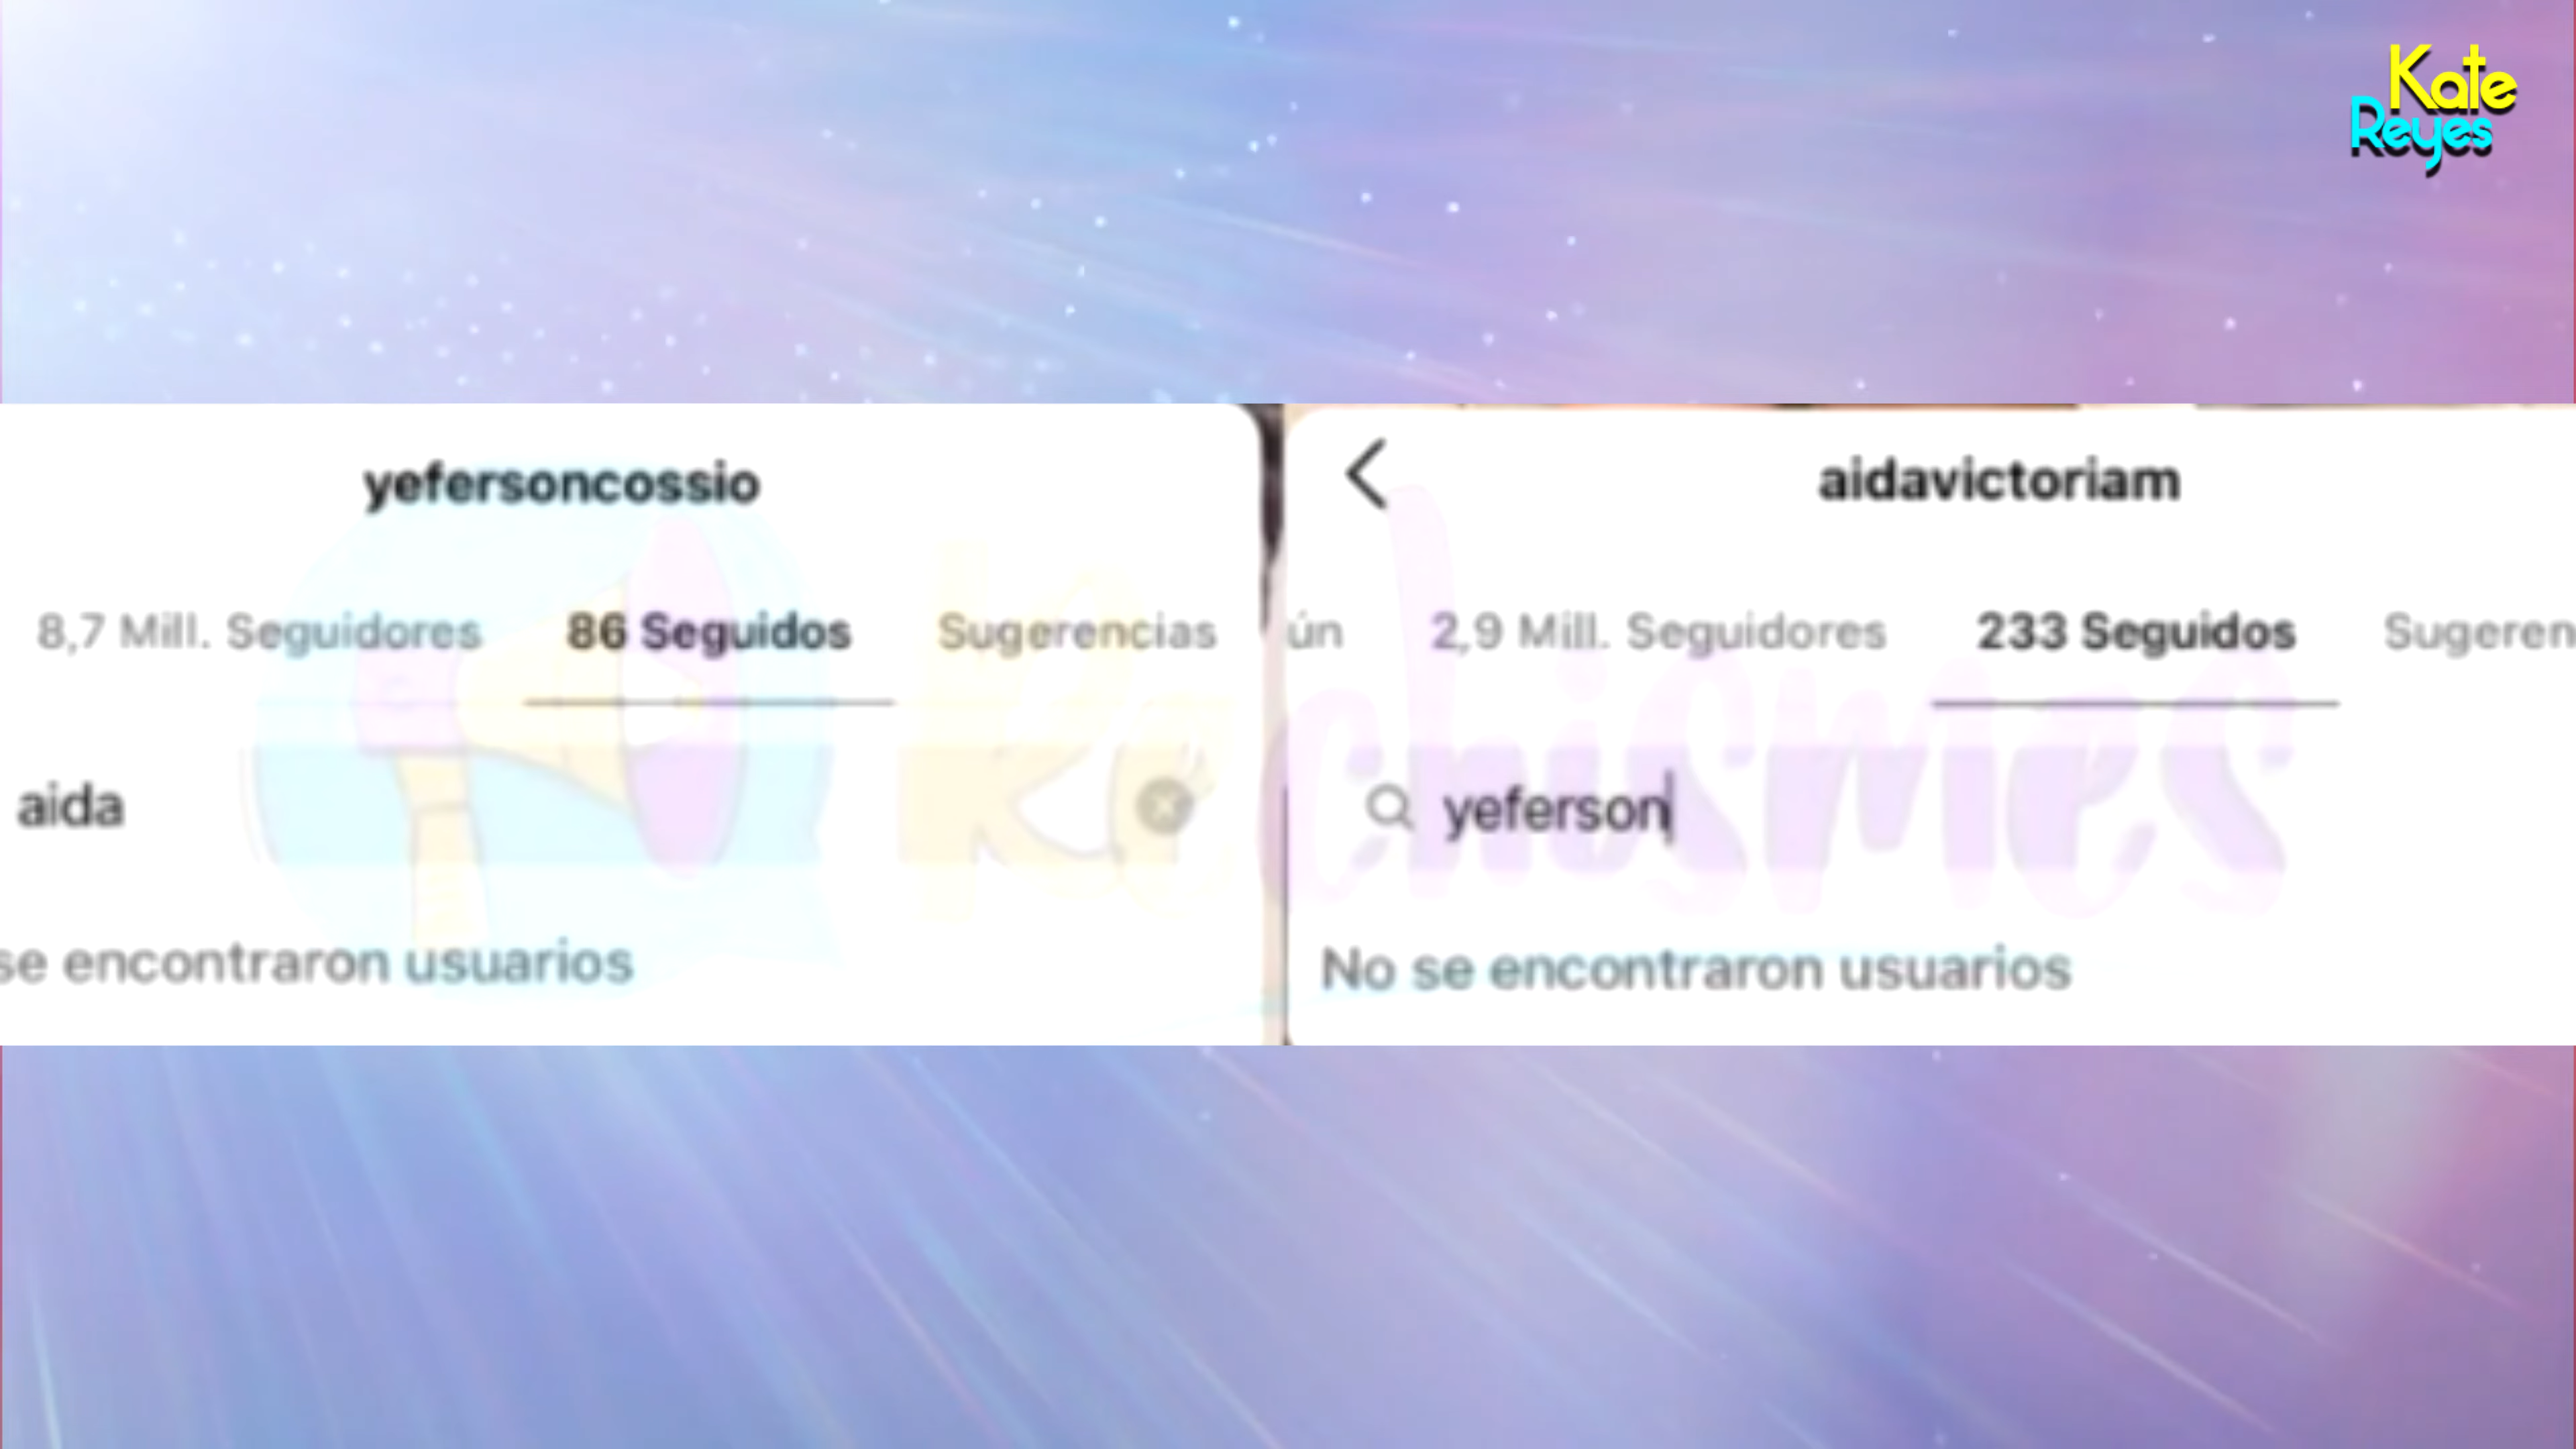 Kate
Reyes
yefersoncossio
8,7 Mill. Seguidores 86 Seguidos Sugerencias
aida
se encontraron usuarios
aidavictoriam
ún 2,9 Mill. Seguidores 233 Seguidos Sugeren
yeferson
No se encontraron usuarios
Rechismes